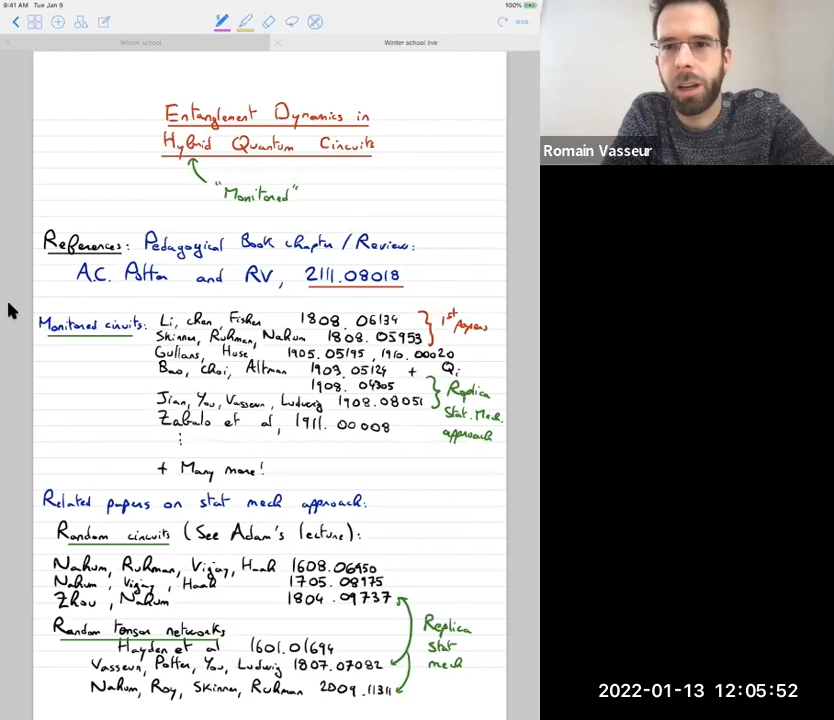 9:41 AM Tue Jan 9
100%
Winter school
Winter school live
Entanglement Dynamics in
Hybrid Quantum Circuits
"Monitored"
References: Pedagogical Book chapter / Review:
A.C. Potter and RV, 2111.08018
Monitored circuits: Li, Chen, Fisher 1808.06134
Skinner, Ruhman, Nahum 1808.05953
1st papers
Gullans, Huse 1905.05195, 1910.00020
Bao, Choi, Altman 1908.05124 + Qi
1908.04305
Jian, You, Vasseur, Ludwig 1908.08051
Replica
Stat. Mech.
approach
Zabalo et al, 1911.00008
+ Many more!
Related papers on stat mech approach:
Random circuits (See Adam's lecture):
Nahum, Ruhman, Vijay, Haah 1608.06950
Nahum, Vijay, Haah 1705.08975
Zhou, Nahum 1804.09737
Random tensor networks
Hayden et al 1601.01694
Vasseur, Potter, You, Ludwig 1807.07082
Nahum, Roy, Skinner, Ruhman 2009.11311
Replica
stat
mech
Romain Vasseur
2022-01-13 12:05:52